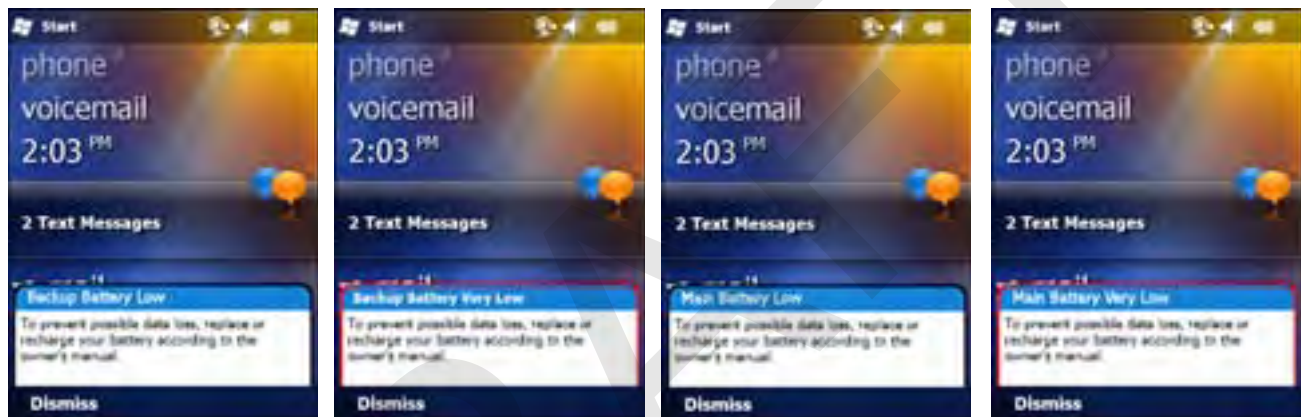 Start
phone
voicemail
2:03 PM
2 Text Messages
Backup Battery Low
To prevent possible data loss, replace or
recharge your battery according to the
owner's manual.
Dismiss
Start
phone
voicemail
2:03 PM
2 Text Messages
Backup Battery Very Low
To prevent possible data loss, replace or
recharge your battery according to the
owner's manual.
Dismiss
Start
phone
voicemail
2:03 PM
2 Text Messages
Main Battery Low
To prevent possible data loss, replace or
recharge your battery according to the
owner's manual.
Dismiss
Start
phone
voicemail
2:03 PM
2 Text Messages
Main Battery Very Low
To prevent possible data loss, replace or
recharge your battery according to the
owner's manual.
Dismiss